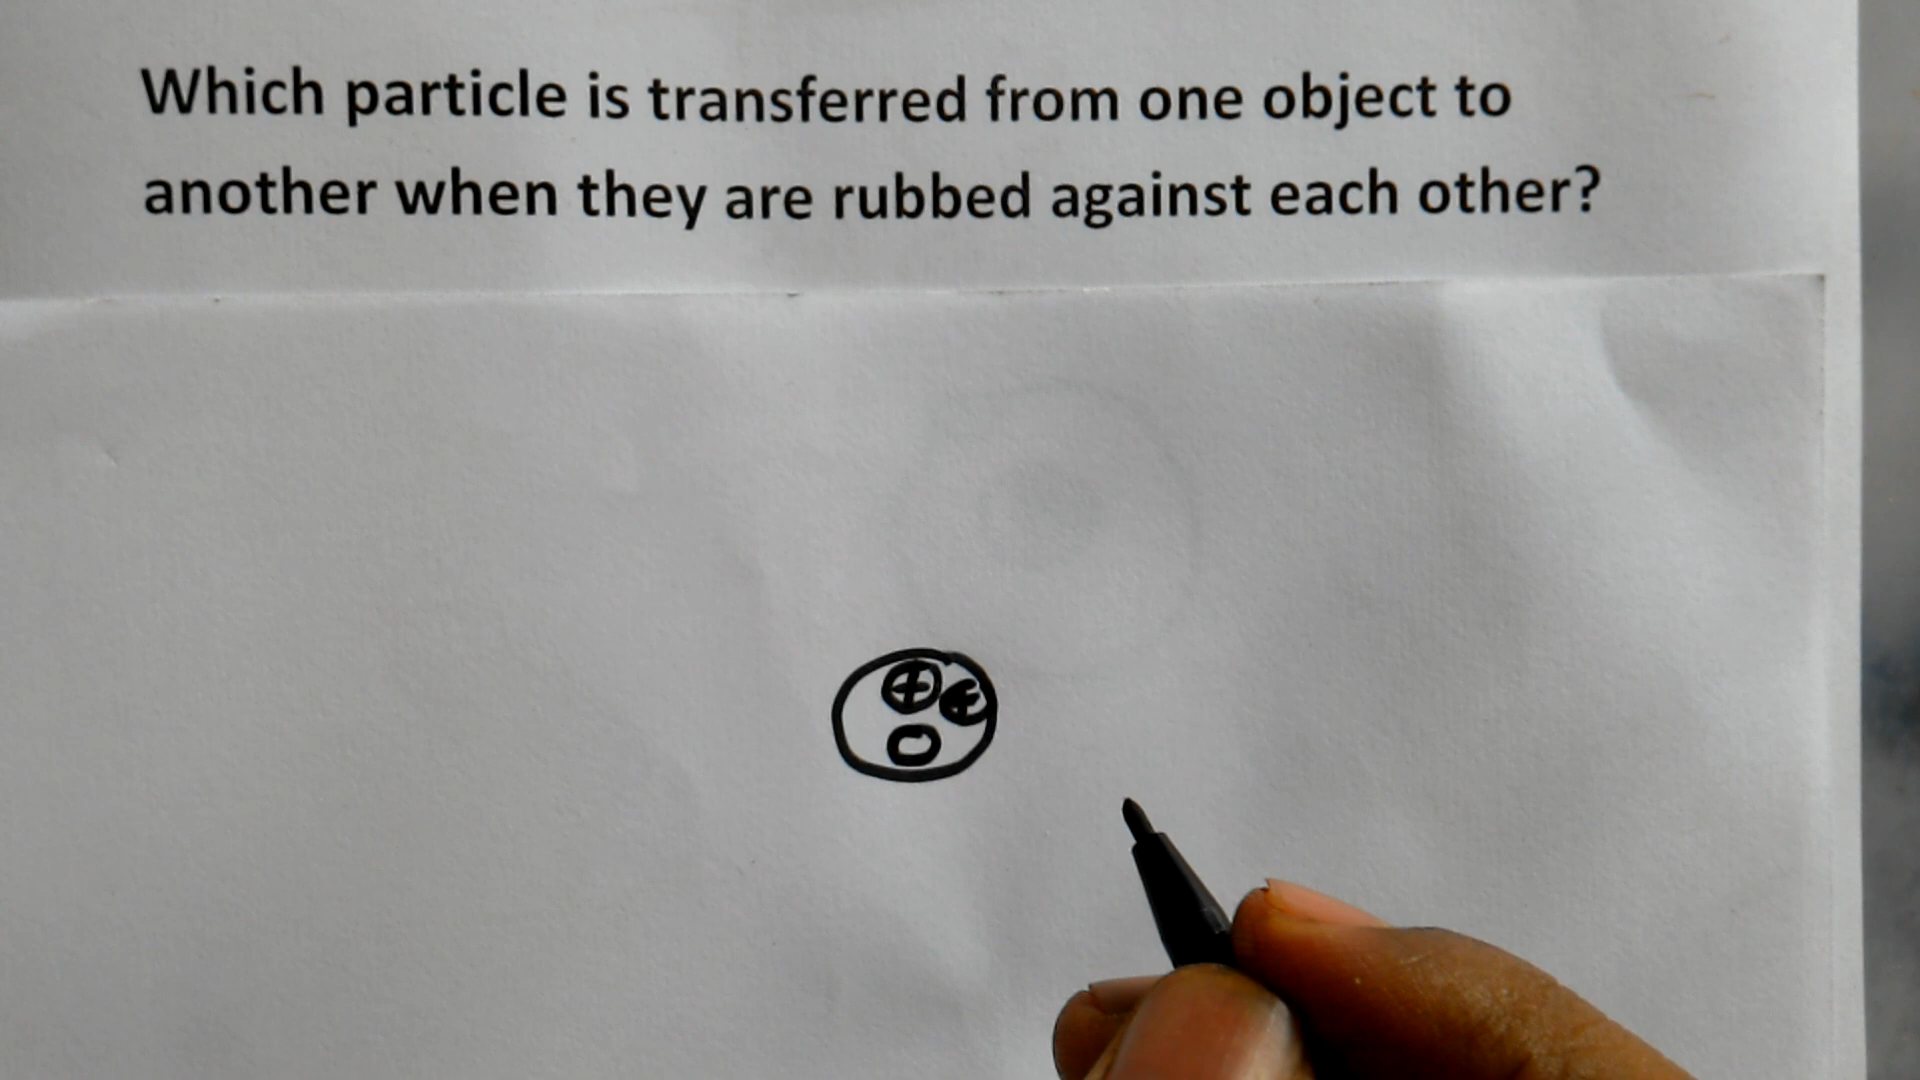 Which particle is transferred from one object to
another when they are rubbed against each other?